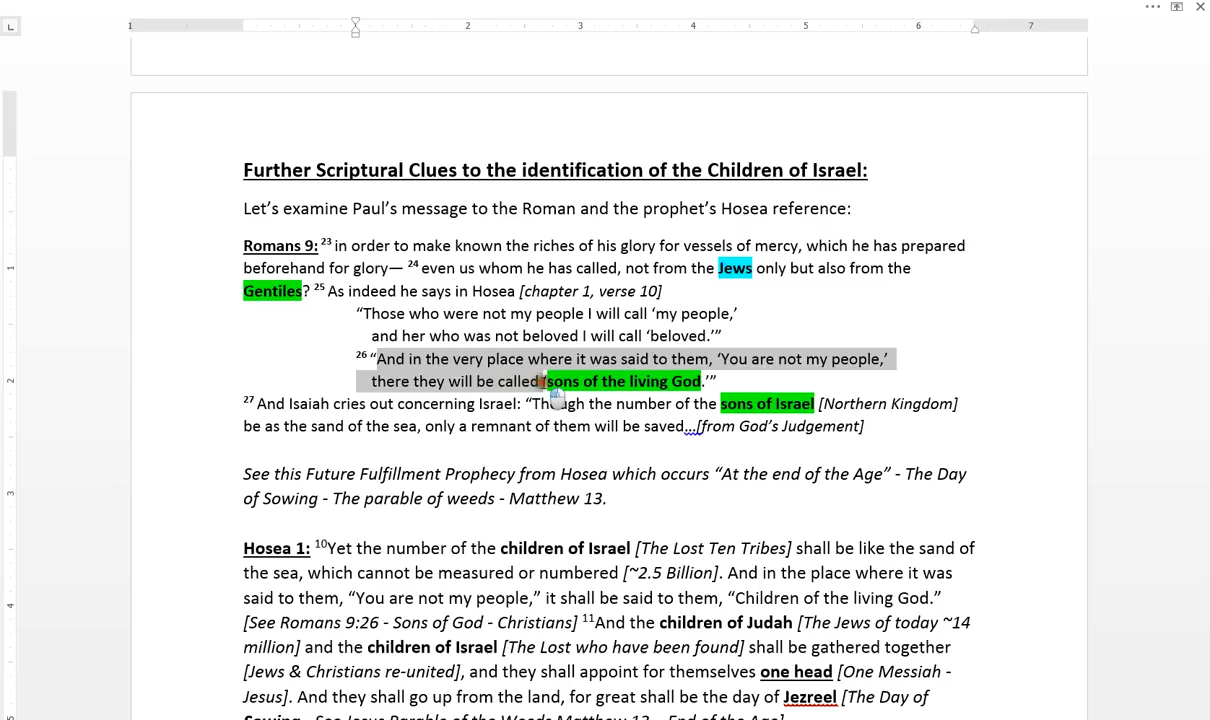 1 1 2 3 4 5 6 7
Further Scriptural Clues to the identification of the Children of Israel:
Let’s examine Paul’s message to the Roman and the prophet’s Hosea reference:
Romans 9: 23 in order to make known the riches of his glory for vessels of mercy, which he has prepared
beforehand for glory— 24 even us whom he has called, not from the Jews only but also from the
Gentiles? 25 As indeed he says in Hosea [chapter 1, verse 10]
“Those who were not my people I will call ‘my people,’
and her who was not beloved I will call ‘beloved.’”
26 “And in the very place where it was said to them, ‘You are not my people,’
there they will be called ‘sons of the living God.’”
27 And Isaiah cries out concerning Israel: “Though the number of the sons of Israel [Northern Kingdom]
be as the sand of the sea, only a remnant of them will be saved…[from God’s Judgement]
See this Future Fulfillment Prophecy from Hosea which occurs “At the end of the Age” - The Day
of Sowing - The parable of weeds - Matthew 13.
Hosea 1: 10Yet the number of the children of Israel [The Lost Ten Tribes] shall be like the sand of
the sea, which cannot be measured or numbered [~2.5 Billion]. And in the place where it was
said to them, “You are not my people,” it shall be said to them, “Children of the living God.”
[See Romans 9:26 - Sons of God - Christians] 11And the children of Judah [The Jews of today ~14
million] and the children of Israel [The Lost who have been found] shall be gathered together
[Jews & Christians re-united], and they shall appoint for themselves one head [One Messiah -
Jesus]. And they shall go up from the land, for great shall be the day of Jezreel [The Day of
Sowing - See Jesus Parable of the Weeds Matthew 13 – End of the Age]